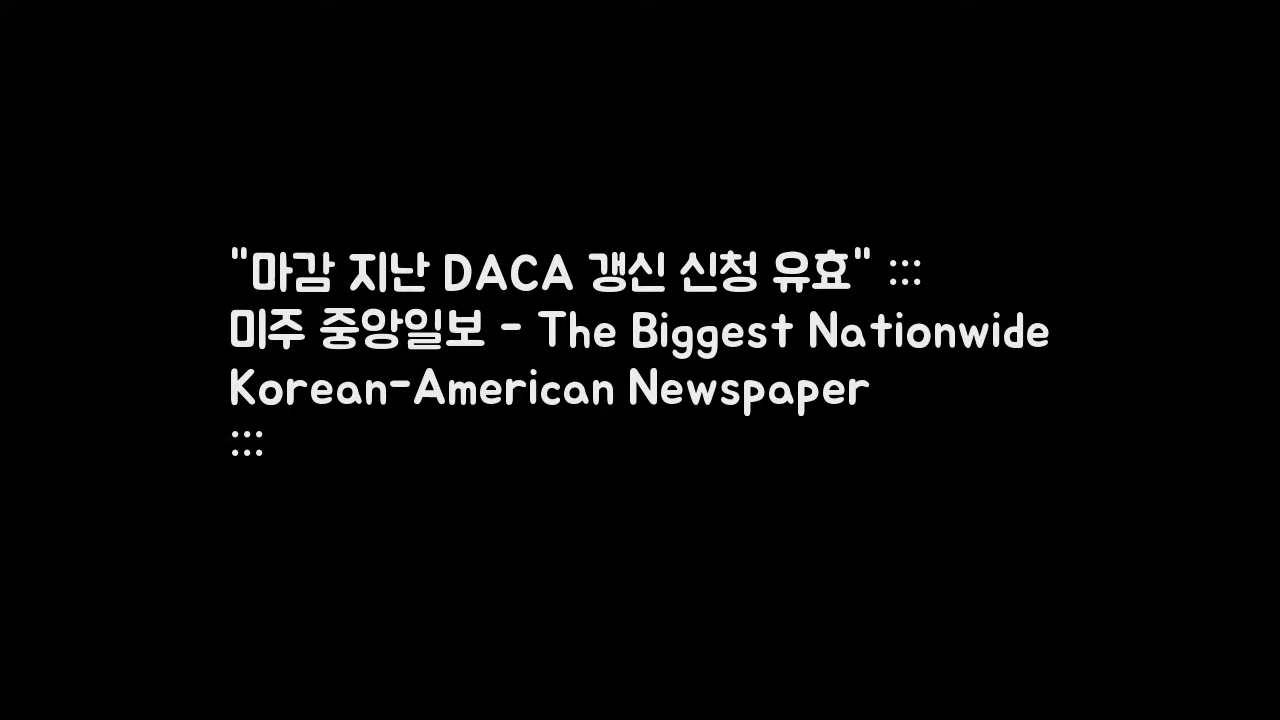 "마감 지난 DACA 갱신 신청 유효" :::
미주 중앙일보 - The Biggest Nationwide
Korean-American Newspaper
:::